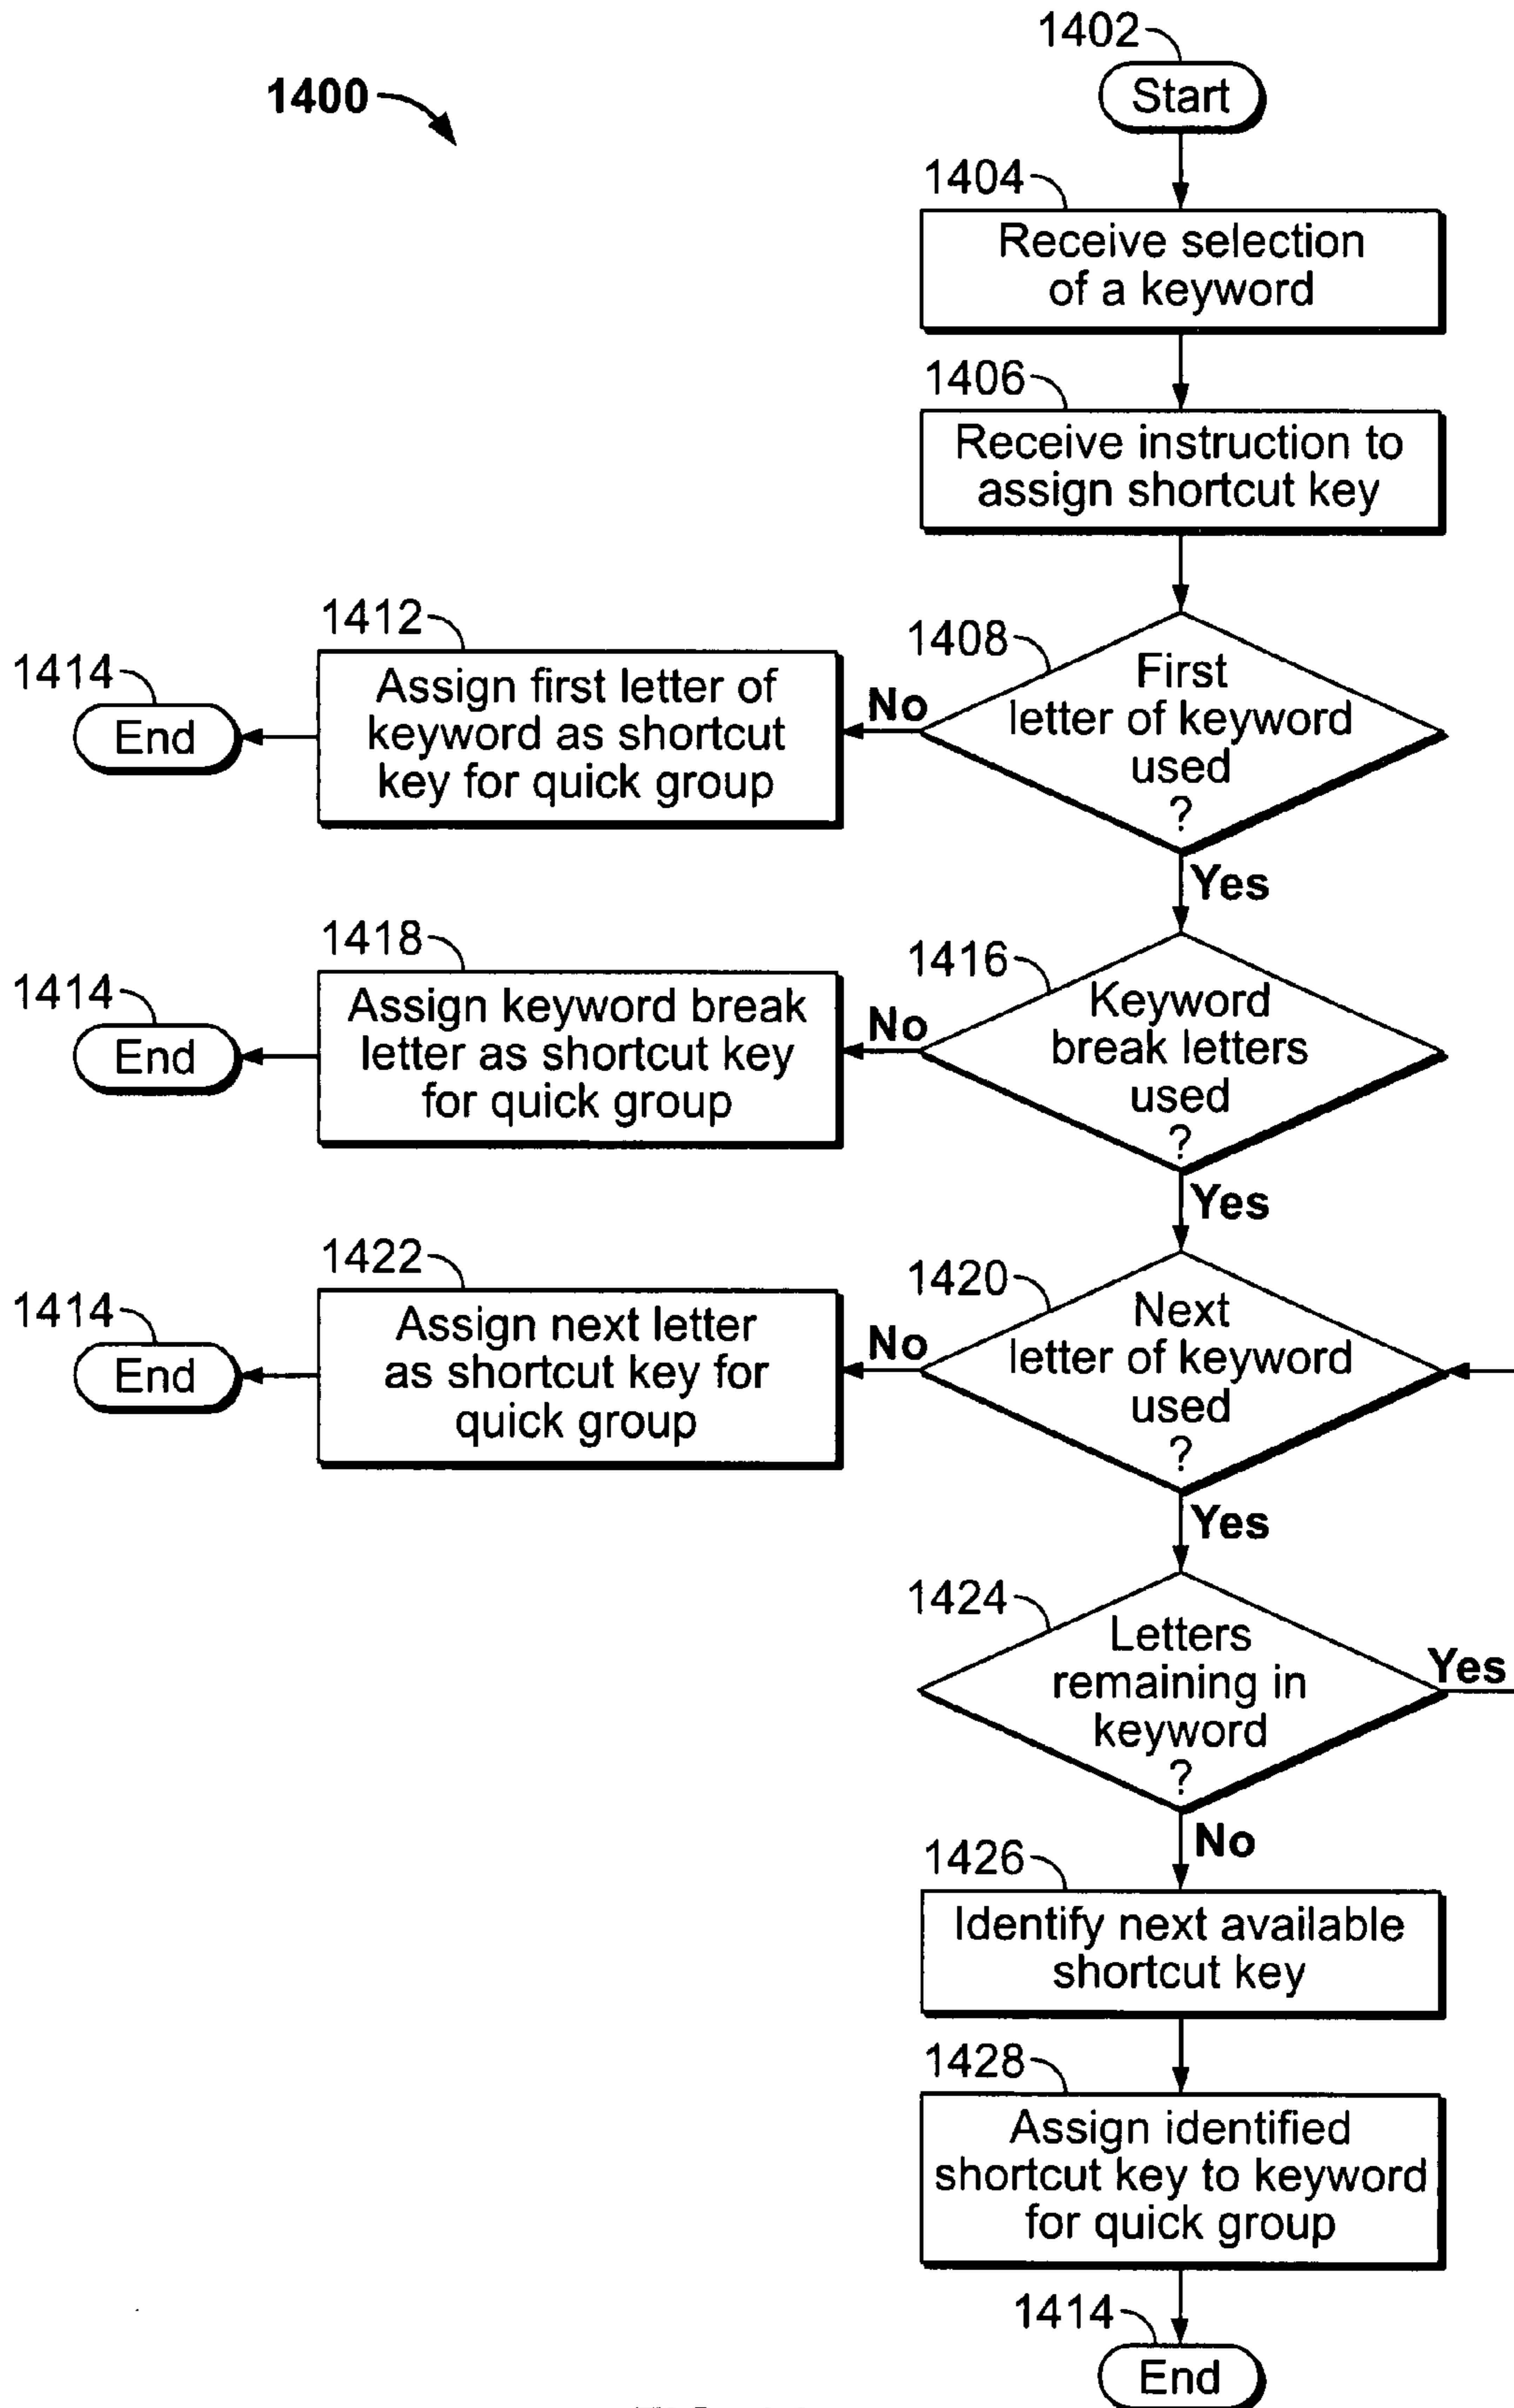 1402
Start
1400
1404
Receive selection
of a keyword
1406
Receive instruction to
assign shortcut key
1408
First
letter of keyword
used
?
No
1412
Assign first letter of
keyword as shortcut
key for quick group
1414
End
Yes
1416
Keyword
break letters
used
?
No
1418
Assign keyword break
letter as shortcut key
for quick group
1414
End
Yes
1420
Next
letter of keyword
used
?
No
1422
Assign next letter
as shortcut key for
quick group
1414
End
Yes
1424
Letters
remaining in
keyword
?
Yes
No
1426
Identify next available
shortcut key
1428
Assign identified
shortcut key to keyword
for quick group
1414
End